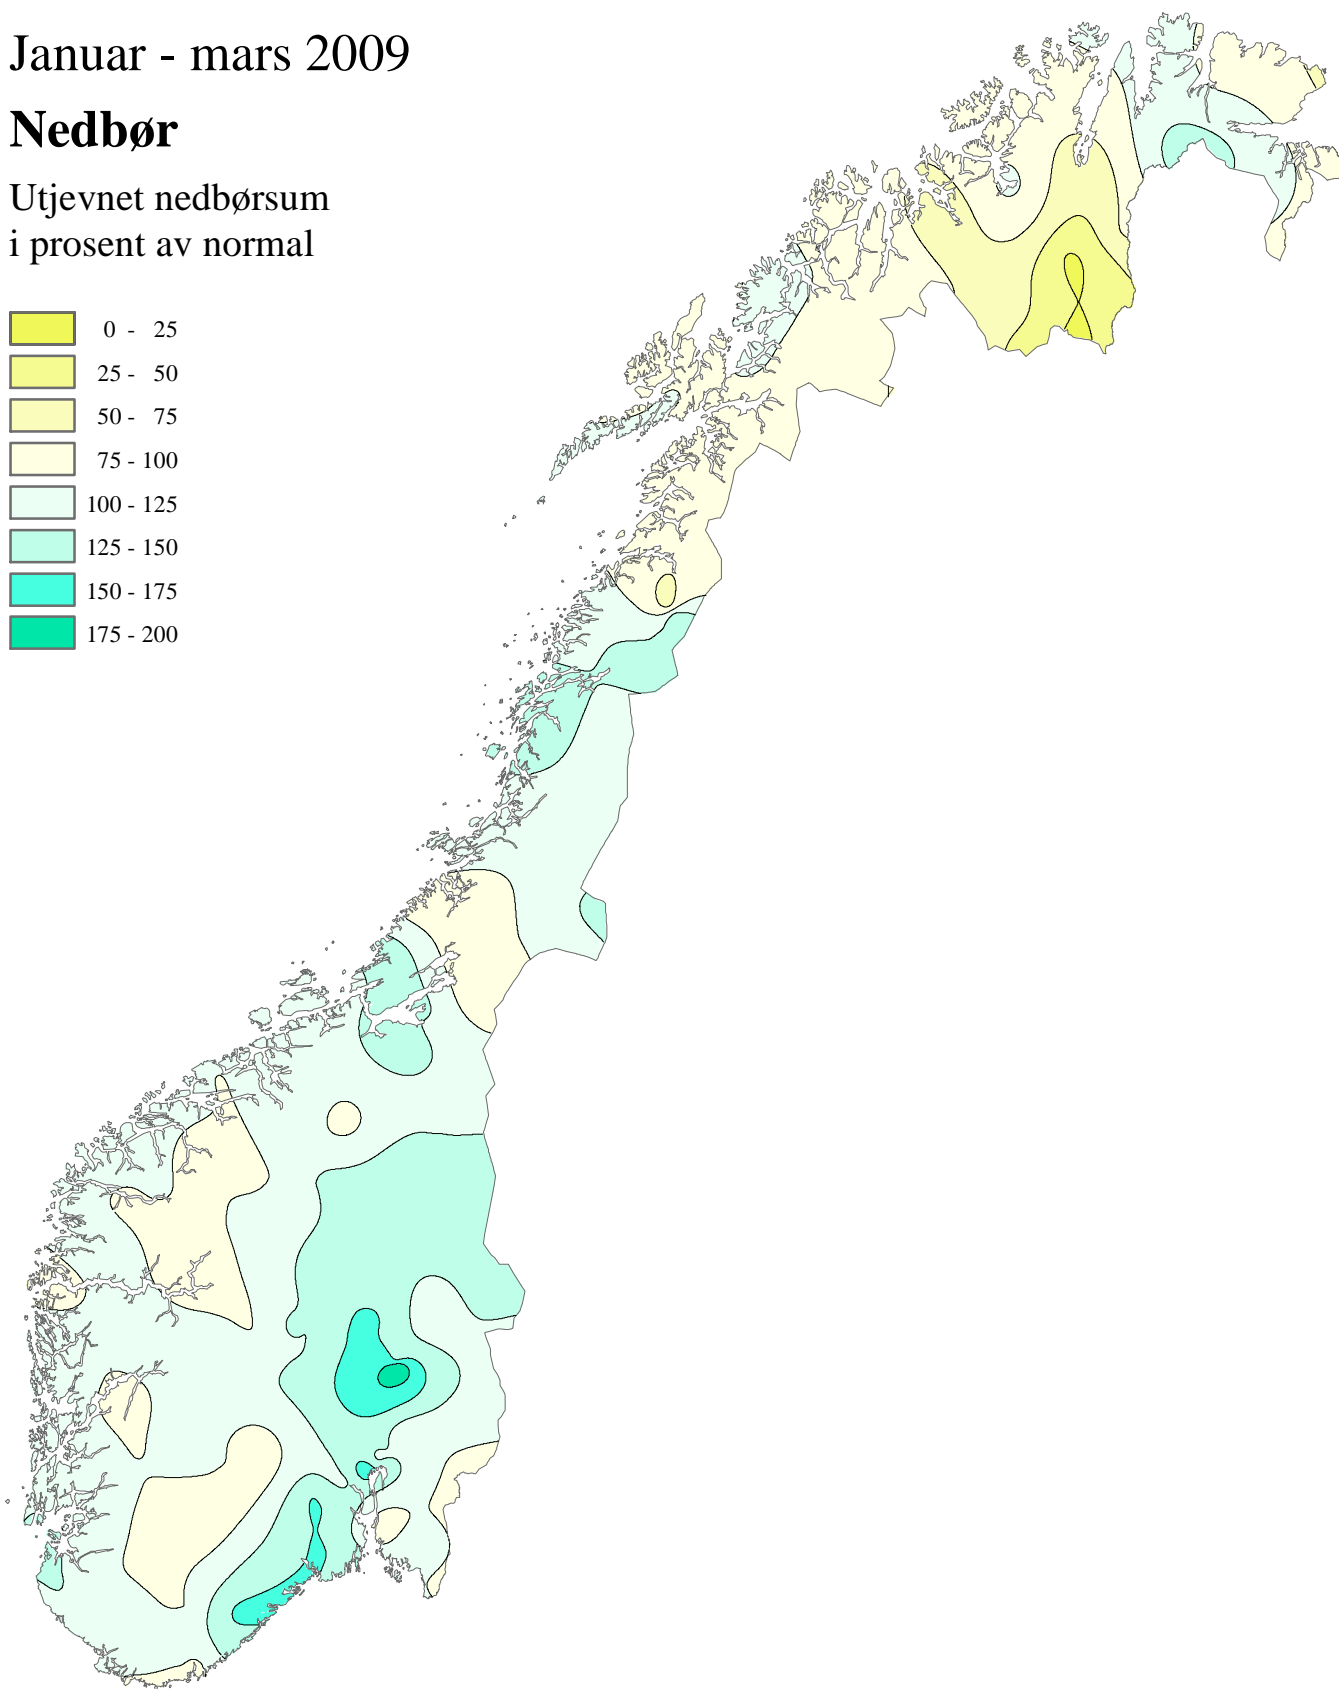 Januar - mars 2009
Nedbør
Utjevnet nedbørsum
i prosent av normal
0 - 25
25 - 50
50 - 75
75 - 100
100 - 125
125 - 150
150 - 175
175 - 200